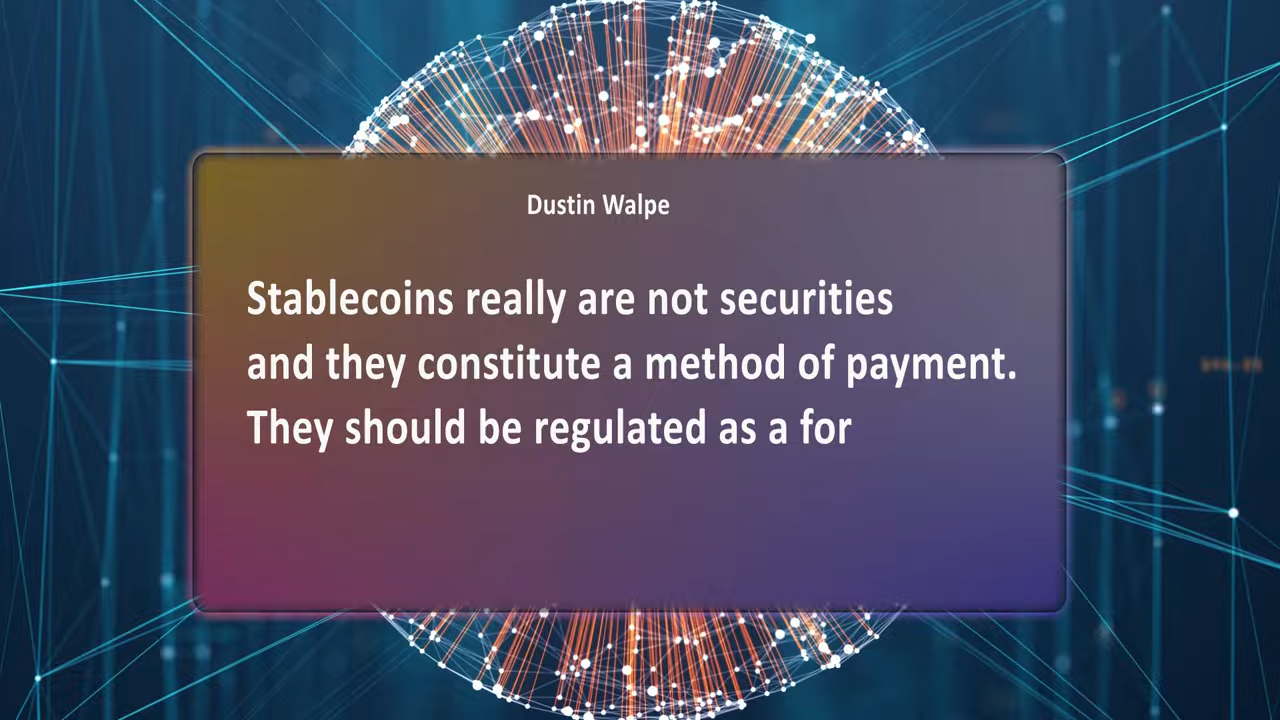 Dustin Walpe
Stablecoins really are not securities
and they constitute a method of payment.
They should be regulated as a for